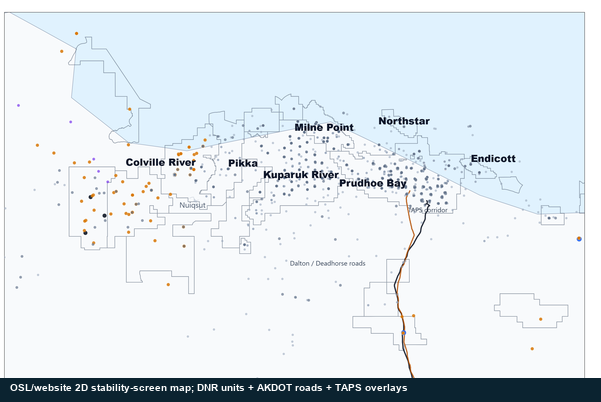 Northstar
Milne Point
Colville River
Pikka
Endicott
Kuparuk River
Prudhoe Bay
Nuiqsut
TAPS corridor
Dalton / Deadhorse roads
OSL/website 2D stability-screen map; DNR units + AKDOT roads + TAPS overlays